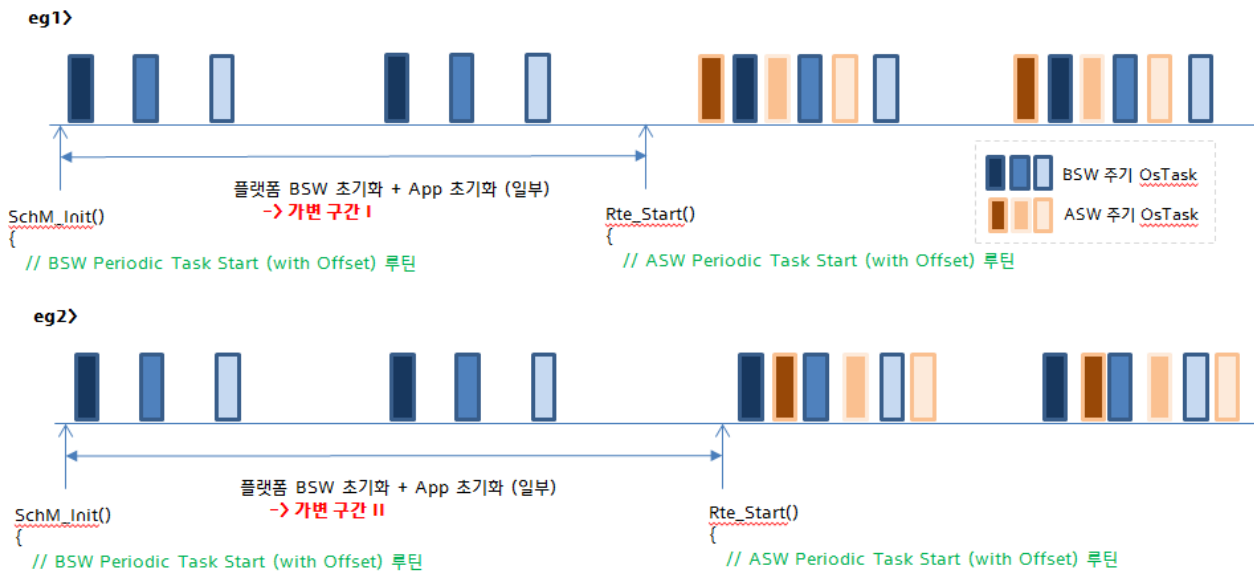 eg1>
플랫폼 BSW 초기화 + App 초기화 (일부)
-> 가변 구간 I
SchM_Init()
{
// BSW Periodic Task Start (with Offset) 루틴
Rte_Start()
{
// ASW Periodic Task Start (with Offset) 루틴
BSW 주기 OsTask
ASW 주기 OsTask
eg2>
플랫폼 BSW 초기화 + App 초기화 (일부)
-> 가변 구간 II
SchM_Init()
{
// BSW Periodic Task Start (with Offset) 루틴
Rte_Start()
{
// ASW Periodic Task Start (with Offset) 루틴